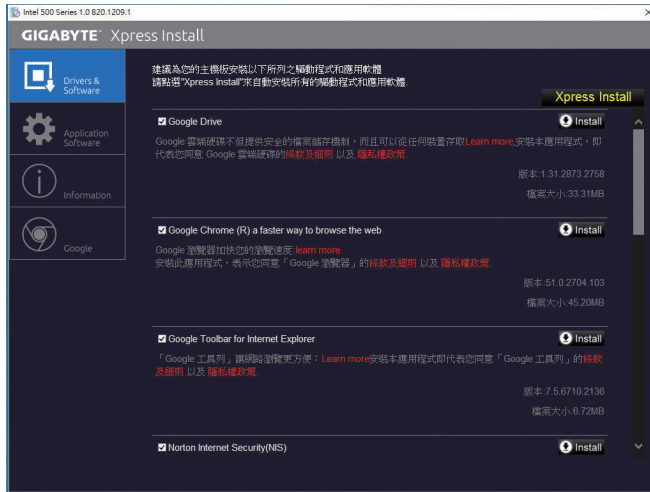 Intel 500 Series 1.0 B20.1209.1
GIGABYTE™ Xpress Install
Drivers & Software
Application Software
Information
Google
建議為您的主機板安裝以下所列之驅動程式和應用軟體
請點選"Xpress Install"來自動安裝所有的驅動程式和應用軟體.
Xpress Install
Google Drive
Install
Google 雲端硬碟不但提供安全的檔案儲存機制，而且可以從任何裝置存取Learn more,安裝本應用程式，即
代表您同意 Google 雲端硬碟的條款及細則 以及 隱私權政策.
版本:1.31.2873.2758
檔案大小:33.31MB
Google Chrome (R) a faster way to browse the web
Install
Google 瀏覽器加快您的瀏覽速度.learn more
安裝此應用程式，表示您同意「Google 瀏覽器」的條款及細則 以及 隱私權政策.
版本:51.0.2704.103
檔案大小:45.20MB
Google Toolbar for Internet Explorer
Install
「Google 工具列」讓網路瀏覽更方便：Learn more安裝本應用程式即代表您同意「Google 工具列」的條款
及細則 以及 隱私權政策.
版本:7.5.6710.2136
檔案大小:6.72MB
Norton Internet Security(NIS)
Install